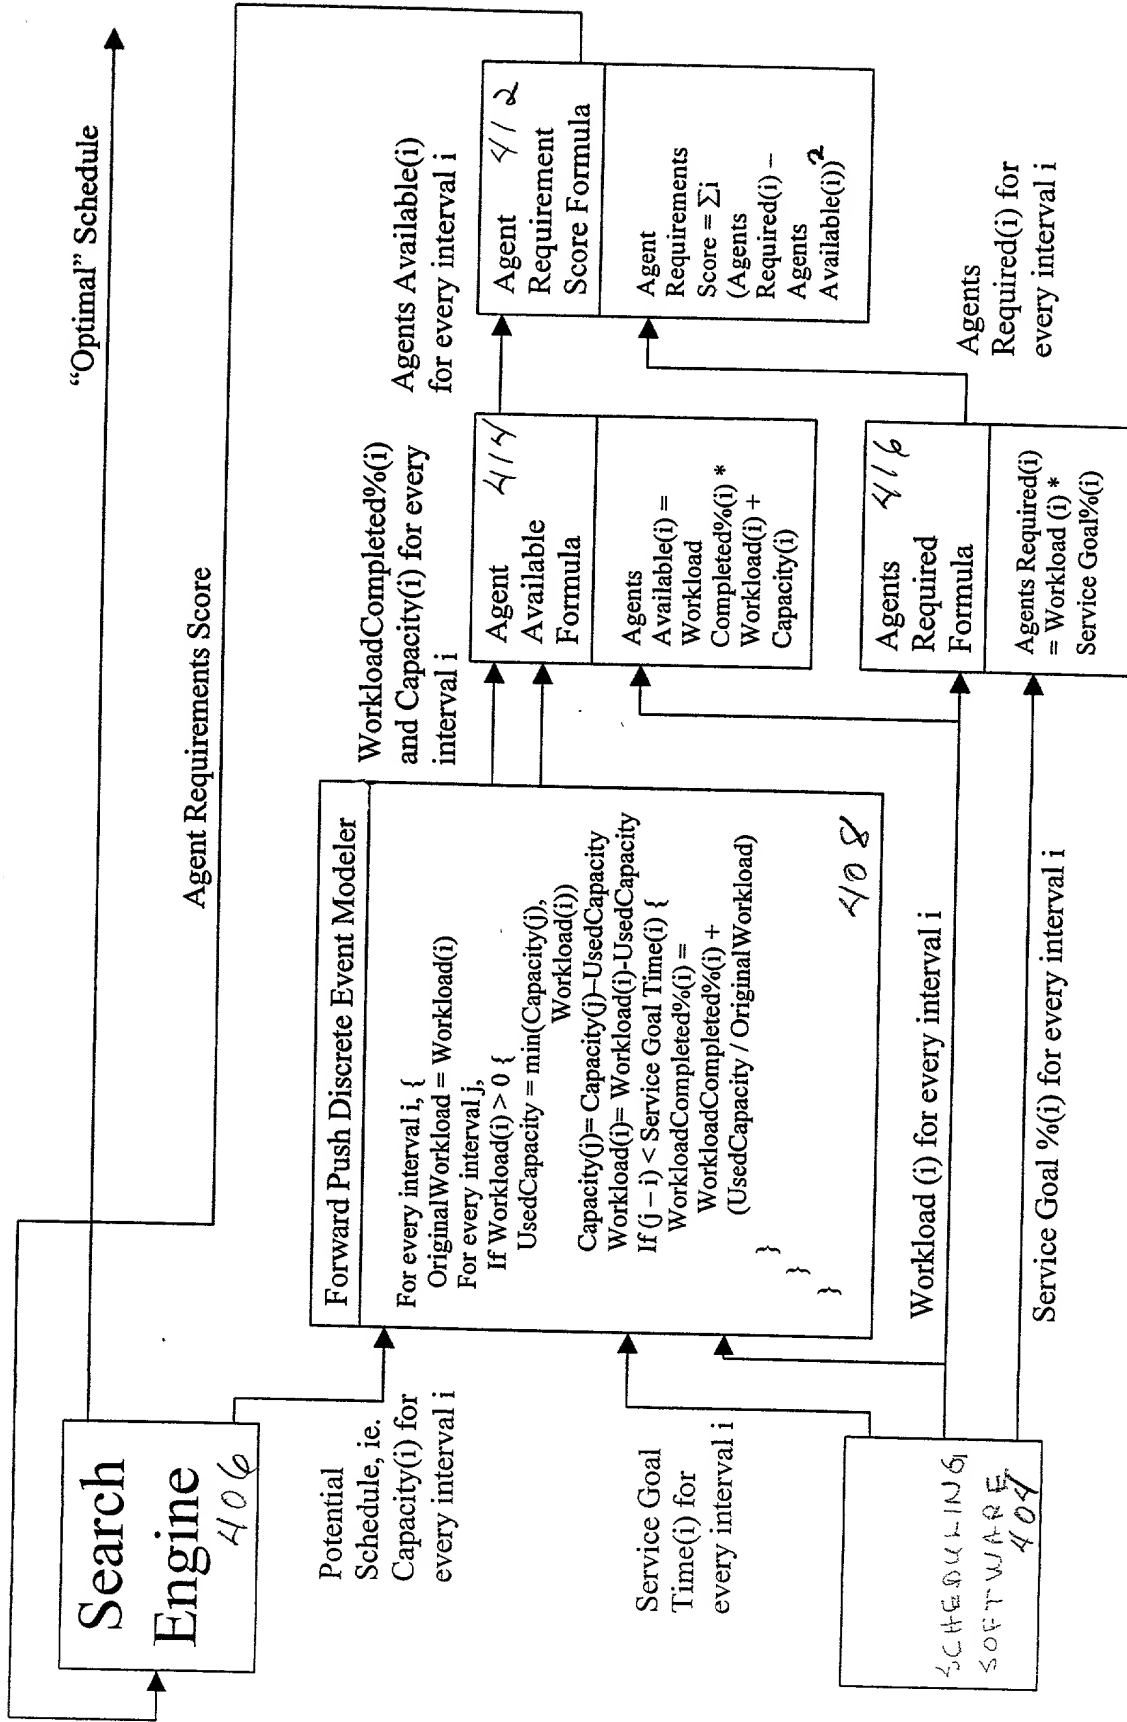 "Optimal" Schedule
Agent Requirements Score
Search
Engine
406
Potential
Schedule, ie.
Capacity(i) for
every interval i
Service Goal
Time(i) for
every interval i
SCHEDULING
SOFTWARE
404
Forward Push Discrete Event Modeler
For every interval i, {
OriginalWorkload = Workload(i)
For every interval j,
If Workload(i) > 0 {
UsedCapacity = min(Capacity(j),
Workload(i))
Capacity(j)= Capacity(j)–UsedCapacity
Workload(i)= Workload(i)-UsedCapacity
If (j – i) < Service Goal Time(i) {
WorkloadCompleted%(i) =
WorkloadCompleted%(i) +
(UsedCapacity / OriginalWorkload)
}
}
}
408
Workload (i) for every interval i
Service Goal %(i) for every interval i
WorkloadCompleted%(i)
and Capacity(i) for every
interval i
Agent 414
Available
Formula
Agents
Available(i) =
Workload
Completed%(i) *
Workload(i) +
Capacity(i)
Agents 416
Required
Formula
Agents Required(i)
= Workload (i) *
Service Goal%(i)
Agents Available(i)
for every interval i
Agent 412
Requirement
Score Formula
Agent
Requirements
Score = Σi
(Agents
Required(i) –
Agents
Available(i))²
Agents
Required(i) for
every interval i